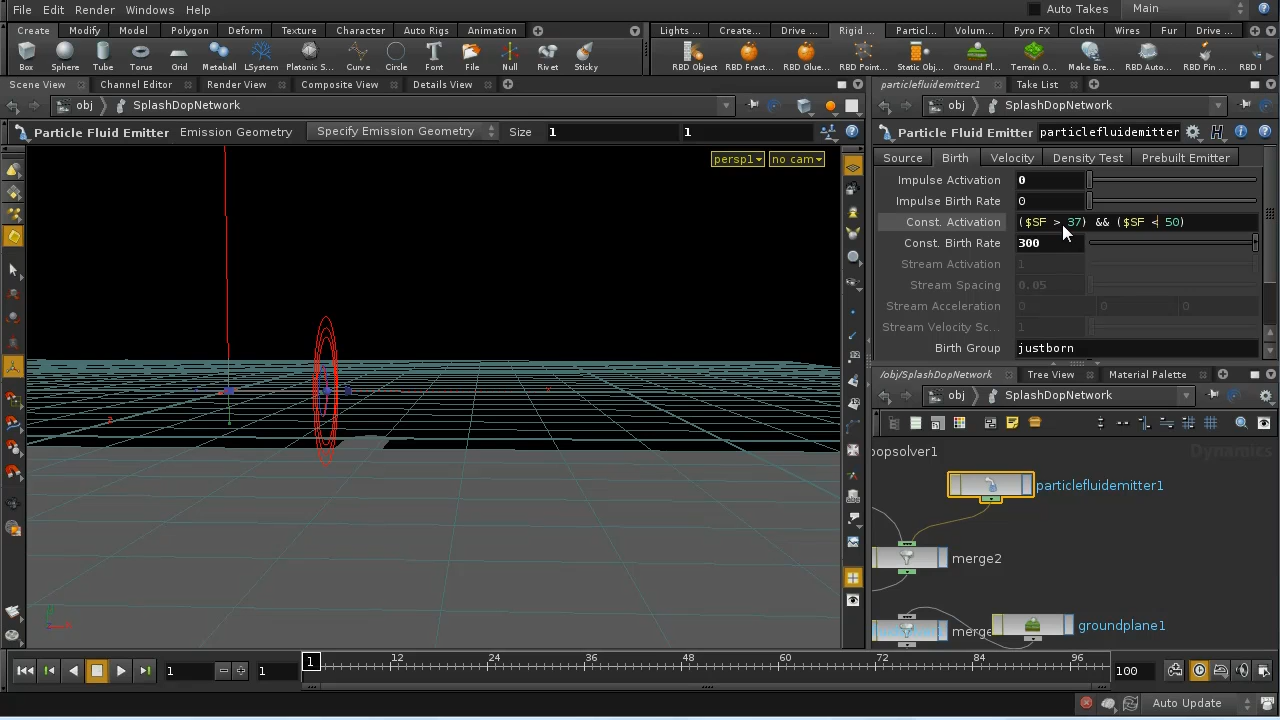 File Edit Render Windows Help Auto Takes Main
Create Modify Model Polygon Deform Texture Character Auto Rigs Animation Lights ... Create... Drive ... Rigid ... Particl... Volum... Pyro FX Cloth Wires Fur Drive ...
Box Sphere Tube Torus Grid Metaball LSystem Platonic S... Curve Circle Font File Null Rivet Sticky RBD Object RBD Fract... RBD Glue... RBD Point... Static Obj... Ground Pl... Terrain O... Make Bre... RBD Auto... RBD Pin ... RBD I
Scene View Channel Editor Render View Composite View Details View particlefluidemitter1 Take List
obj SplashDopNetwork obj SplashDopNetwork
Particle Fluid Emitter Emission Geometry Specify Emission Geometry Size 1 1 Particle Fluid Emitter particlefluidemitter
persp1 no cam
Source Birth Velocity Density Test Prebuilt Emitter
Impulse Activation 0
Impulse Birth Rate 0
Const. Activation ($SF > 37) && ($SF < 50)
Const. Birth Rate 300
Stream Activation 1
Stream Spacing 0.05
Stream Acceleration 0 0 0
Stream Velocity Sc... 1
Birth Group justborn
/obj/SplashDopNetwork Tree View Material Palette
obj SplashDopNetwork
opsolver1 Dynamics
particlefluidemitter1
merge2
merge groundplane1
1 1 1 12 24 36 48 60 72 84 96 100
Auto Update